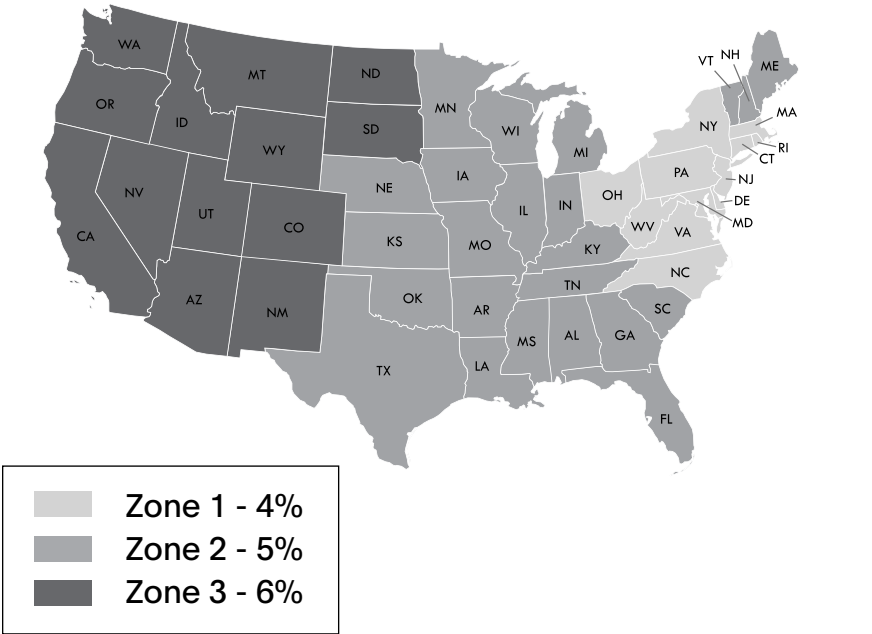 WA
MT
ND
MN
OR
ID
SD
WY
WI
MI
VT
NH
ME
NY
MA
RI
CT
NV
UT
CO
CA
NE
IA
KS
MO
IL
IN
OH
PA
NJ
DE
MD
WV
VA
KY
NC
TN
AZ
NM
OK
AR
SC
TX
LA
MS
AL
GA
FL
Zone 1 - 4%
Zone 2 - 5%
Zone 3 - 6%